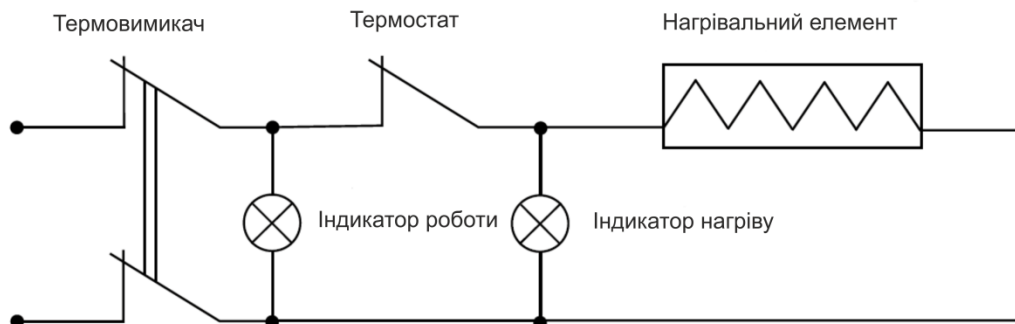 Термовимикач
Термостат
Нагрівальний елемент
Індикатор роботи
Індикатор нагріву